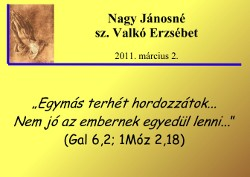 Nagy Jánosné
sz. Valkó Erzsébet
2011. március 2.
„Egymás terhét hordozzátok...
Nem jó az embernek egyedül lenni...”
(Gal 6,2; 1Móz 2,18)